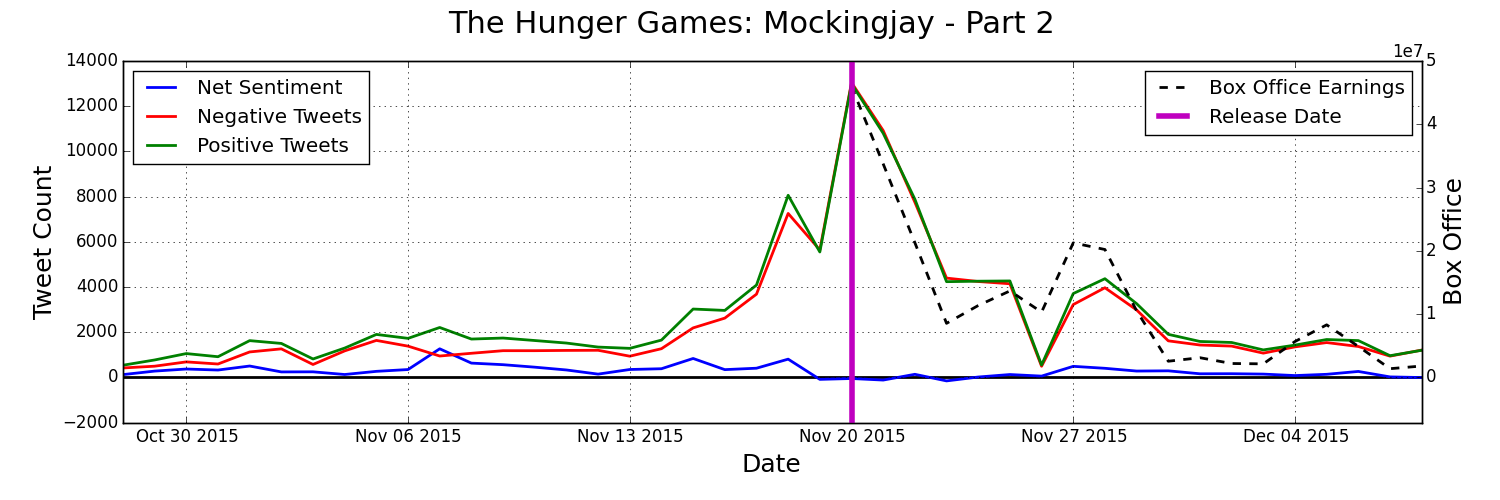 The Hunger Games: Mockingjay - Part 2
1e7
14000
12000
10000
8000
6000
4000
2000
0
−2000
Tweet Count
Net Sentiment
Negative Tweets
Positive Tweets
Box Office Earnings
Release Date
5
4
3
2
1
0
Box Office
Oct 30 2015
Nov 06 2015
Nov 13 2015
Nov 20 2015
Nov 27 2015
Dec 04 2015
Date